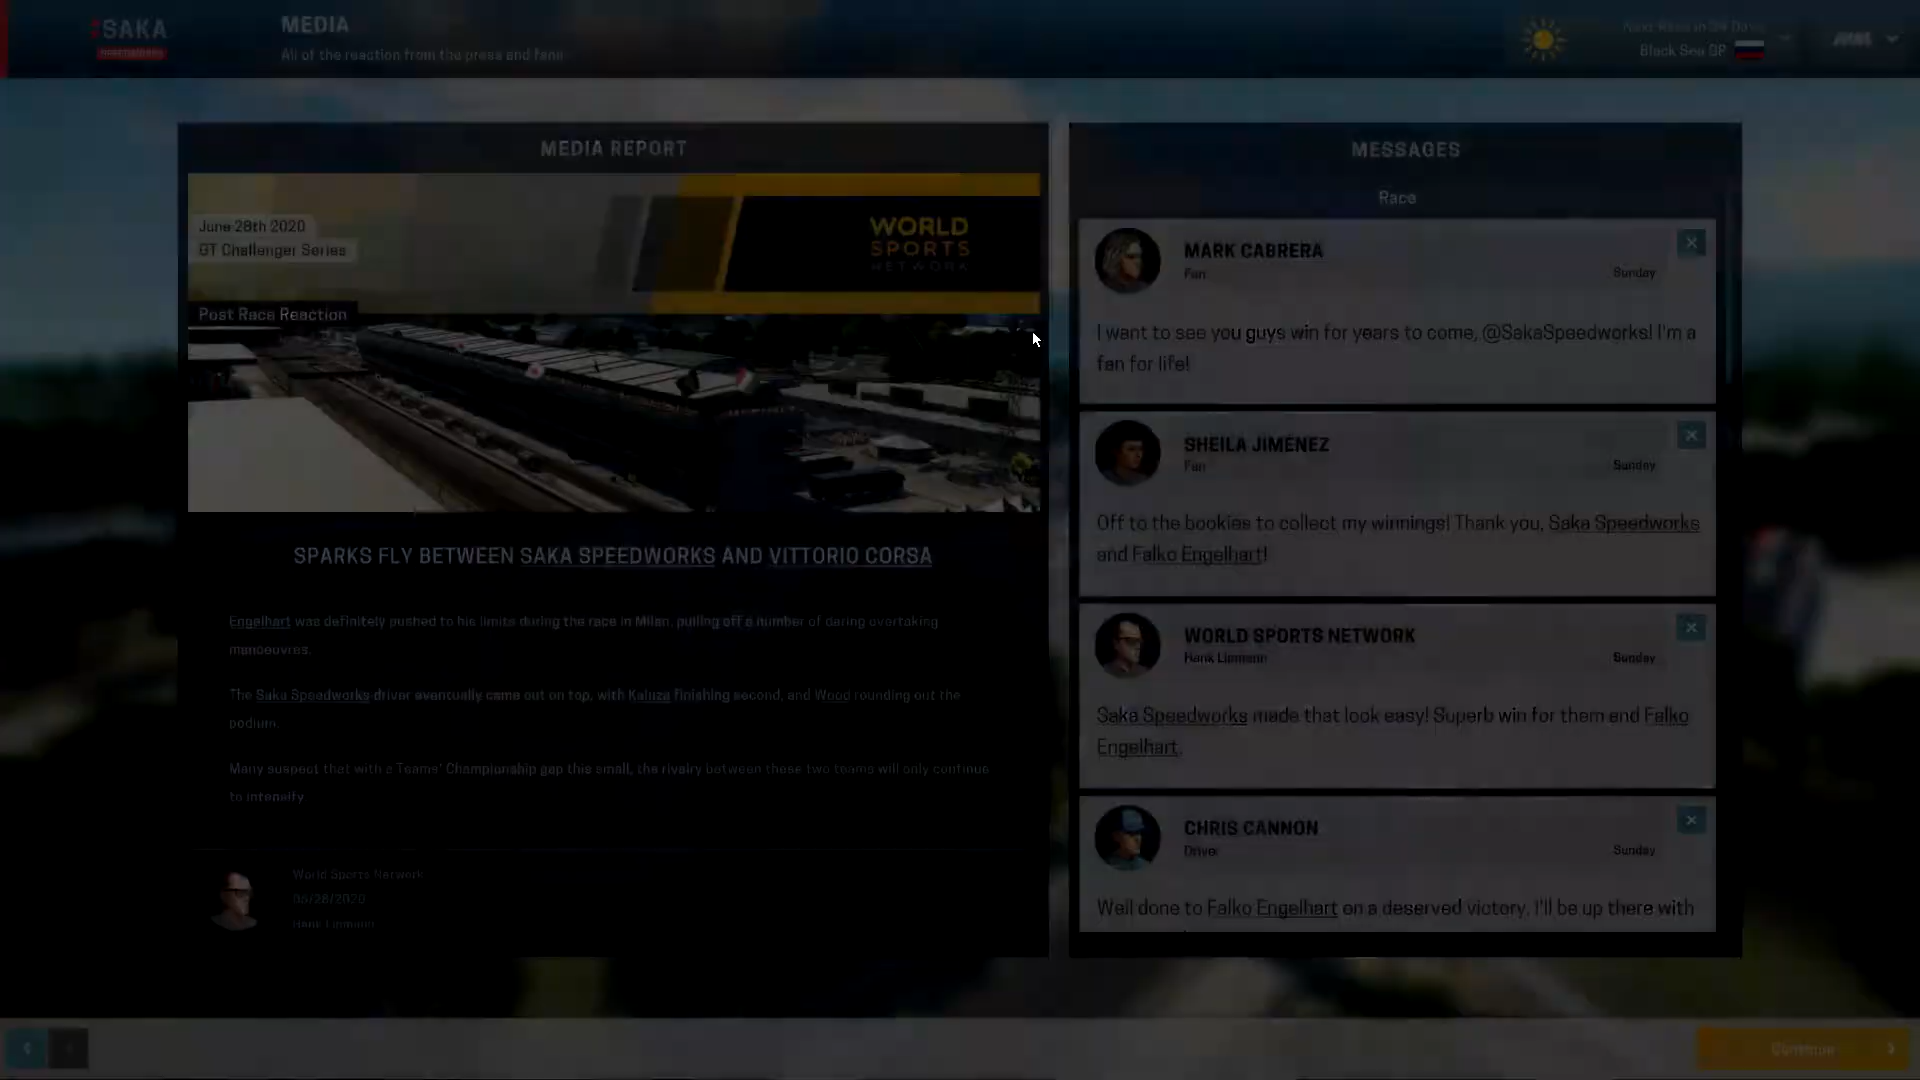 SAKA
SPEEDWORKS
MEDIA
All of the reaction from the press and fans
Black Sea GP
MEDIA REPORT
June 28th 2020
GT Challenger Series
WORLD
SPORTS
NETWORK
Post Race Reaction
SPARKS FLY BETWEEN SAKA SPEEDWORKS AND VITTORIO CORSA
Engelhart was definitely pushed to his limits during the race in Milan, pulling off a number of daring overtaking
manoeuvres.
The Saka Speedworks driver eventually came out on top, with Kaluza finishing second, and Wood rounding out the
podium.
Many suspect that with a Teams' Championship gap this small, the rivalry between these two teams will only continue
to intensify
World Sports Network
06/28/2020
Hank Lippmann
MESSAGES
Race
MARK CABRERA
Fan
Sunday
I want to see you guys win for years to come, @SakaSpeedworks! I'm a
fan for life!
SHEILA JIMÉNEZ
Fan
Sunday
Off to the bookies to collect my winnings! Thank you, Saka Speedworks
and Falko Engelhart!
WORLD SPORTS NETWORK
Hank Lippmann
Sunday
Saka Speedworks made that look easy! Superb win for them and Falko
Engelhart.
CHRIS CANNON
Driver
Sunday
Well done to Falko Engelhart on a deserved victory, I'll be up there with
Continue